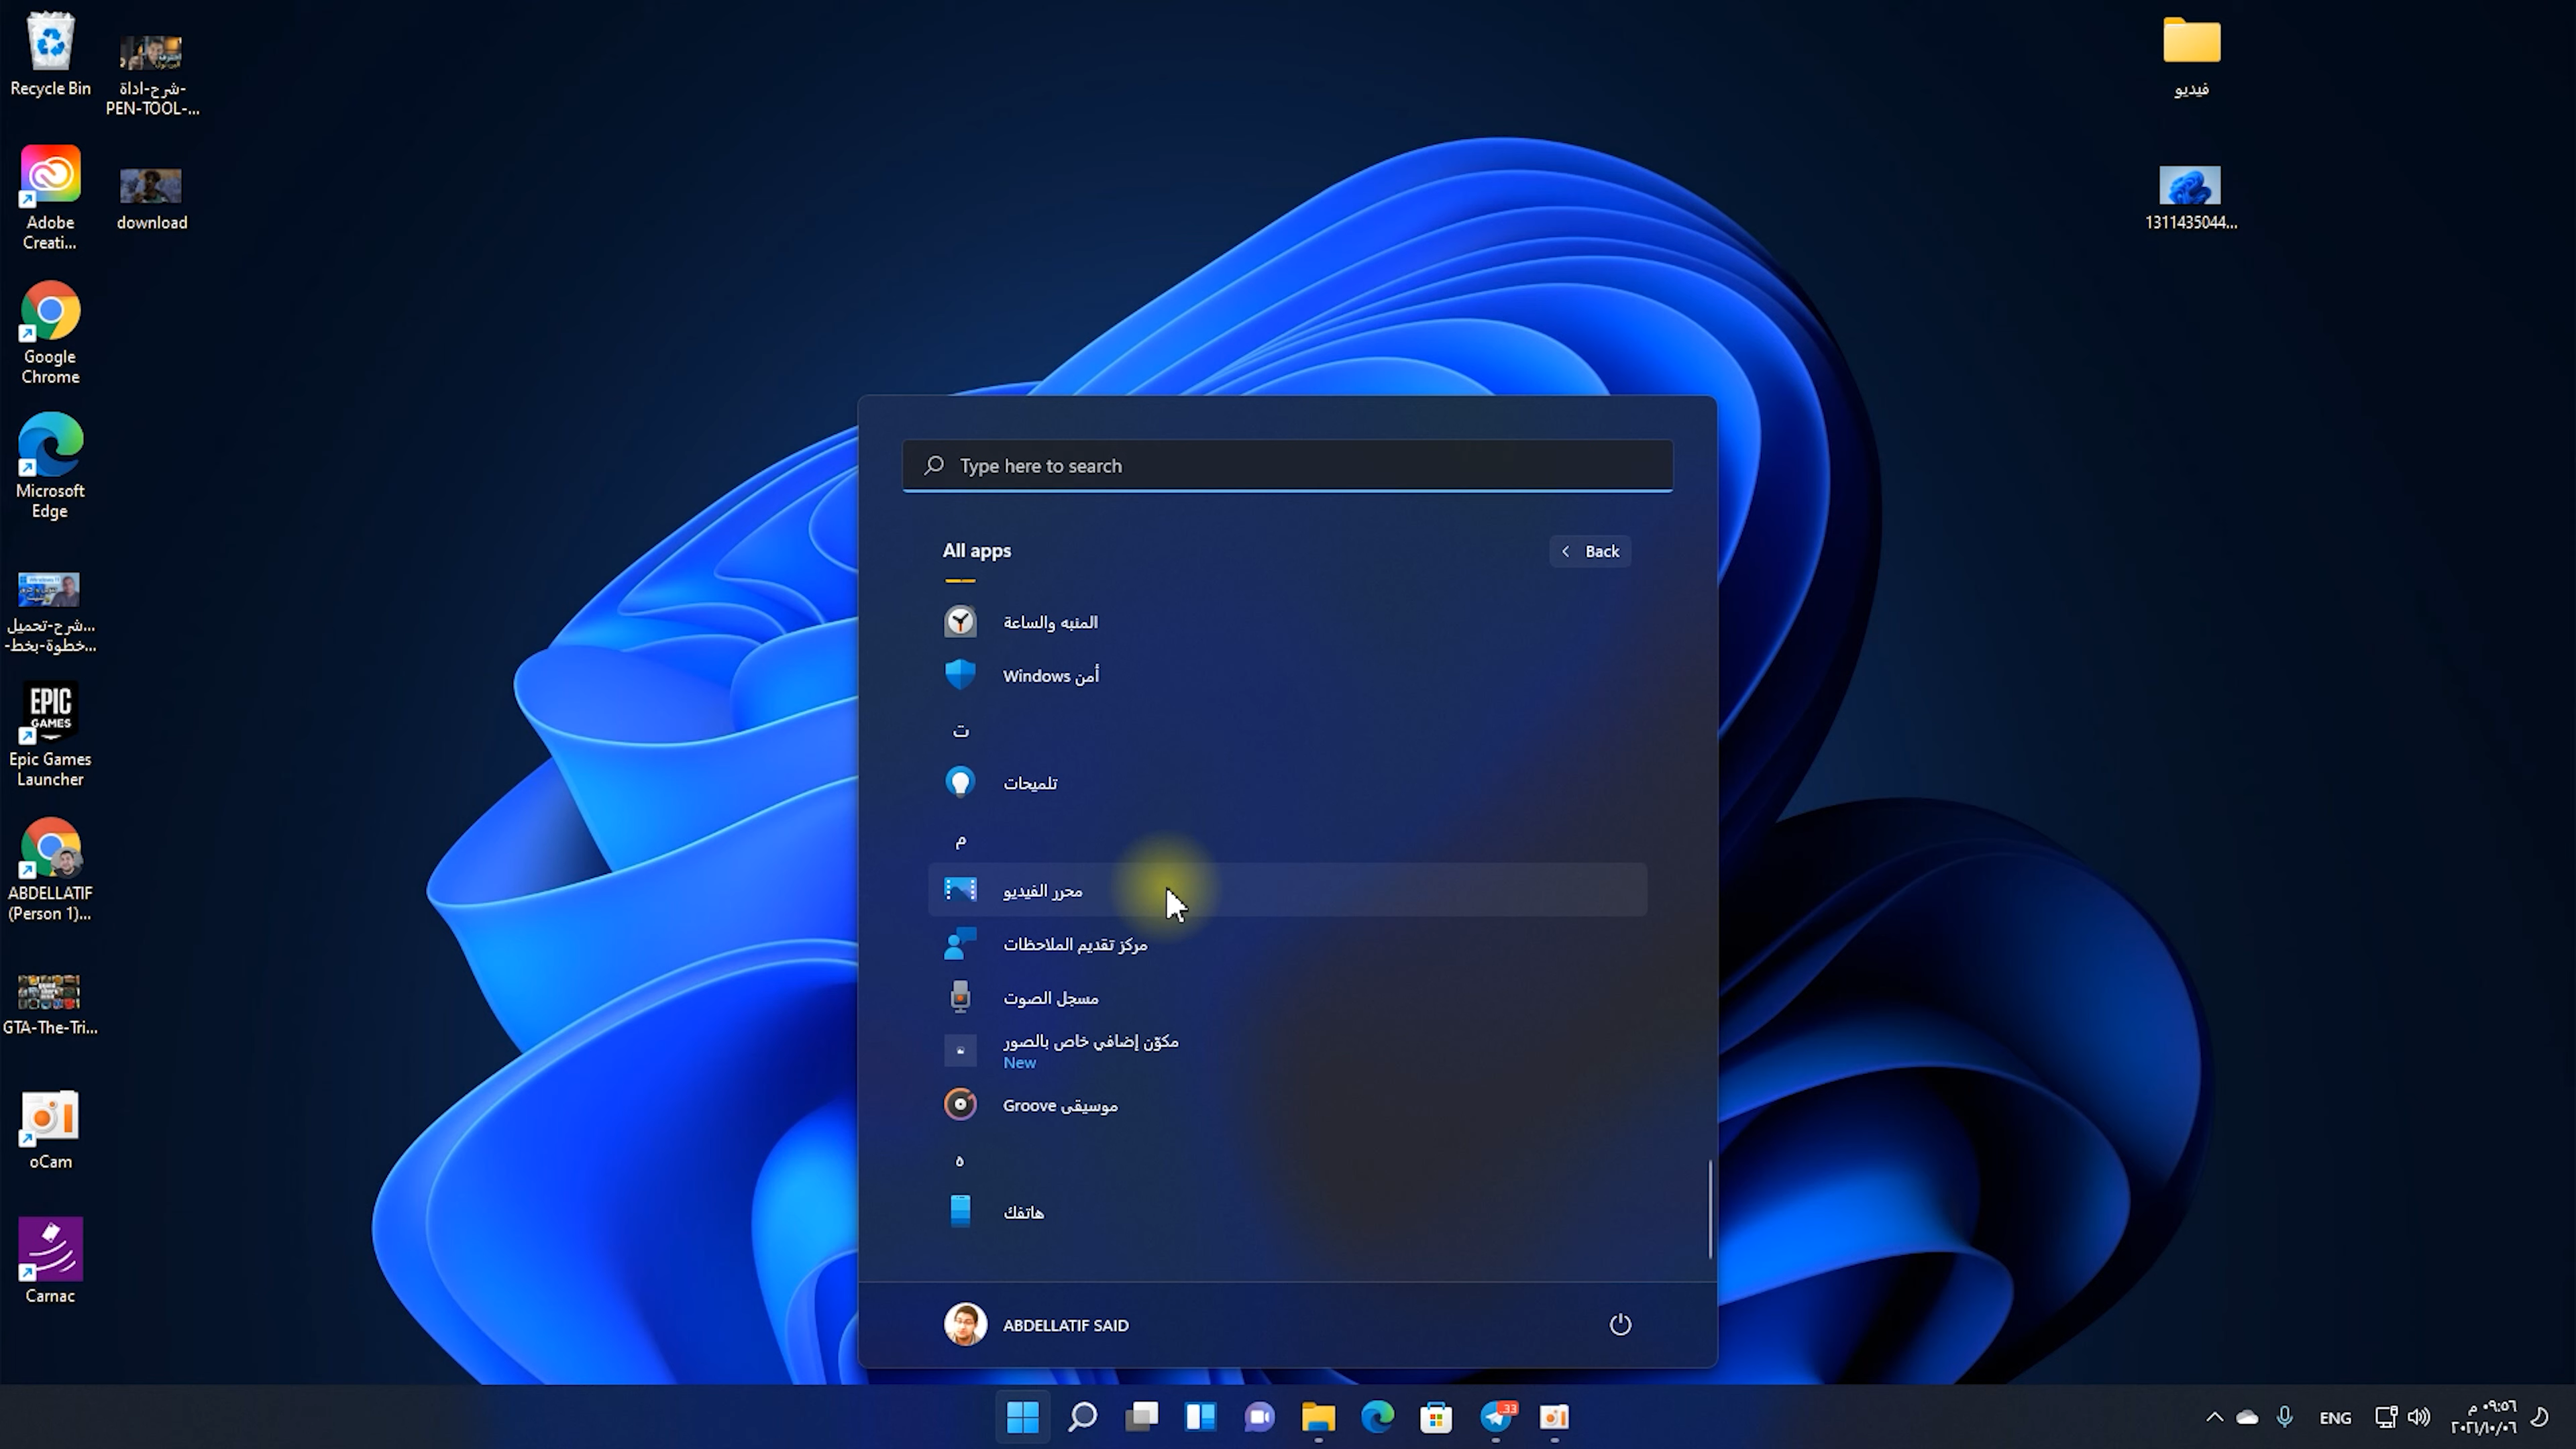 Recycle Bin
شرح-اداة-
PEN-TOOL-...
Adobe
Creati...
download
Google
Chrome
Microsoft
Edge
شرح-تحميل...
خطوة-بخط-...
EPIC
GAMES
Epic Games
Launcher
ABDELLATIF
(Person 1)...
GTA-The-Tri...
oCam
Carnac
فيديو
1311435044...
Type here to search
All apps
Back
المنبه والساعة
أمن Windows
ت
تلميحات
م
محرر الفيديو
مركز تقديم الملاحظات
مسجل الصوت
مكوّن إضافي خاص بالصور
New
موسيقى Groove
ه
هاتفك
ABDELLATIF SAID
33
ENG
٠٩:٥٦ م
٢٠٢١/١٠/٠٦